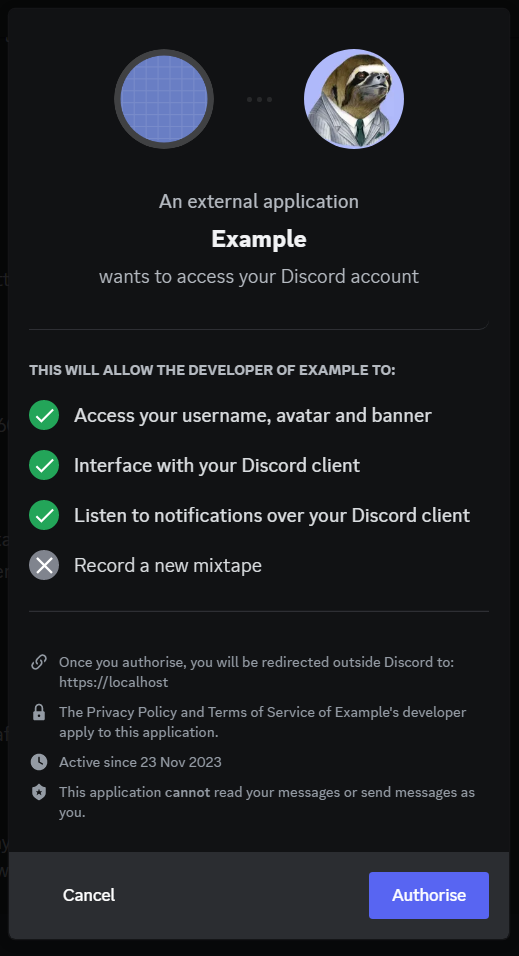 An external application
Example
wants to access your Discord account
THIS WILL ALLOW THE DEVELOPER OF EXAMPLE TO:
Access your username, avatar and banner
Interface with your Discord client
Listen to notifications over your Discord client
Record a new mixtape
Once you authorise, you will be redirected outside Discord to:
https://localhost
The Privacy Policy and Terms of Service of Example's developer
apply to this application.
Active since 23 Nov 2023
This application cannot read your messages or send messages as
you.
Cancel
Authorise